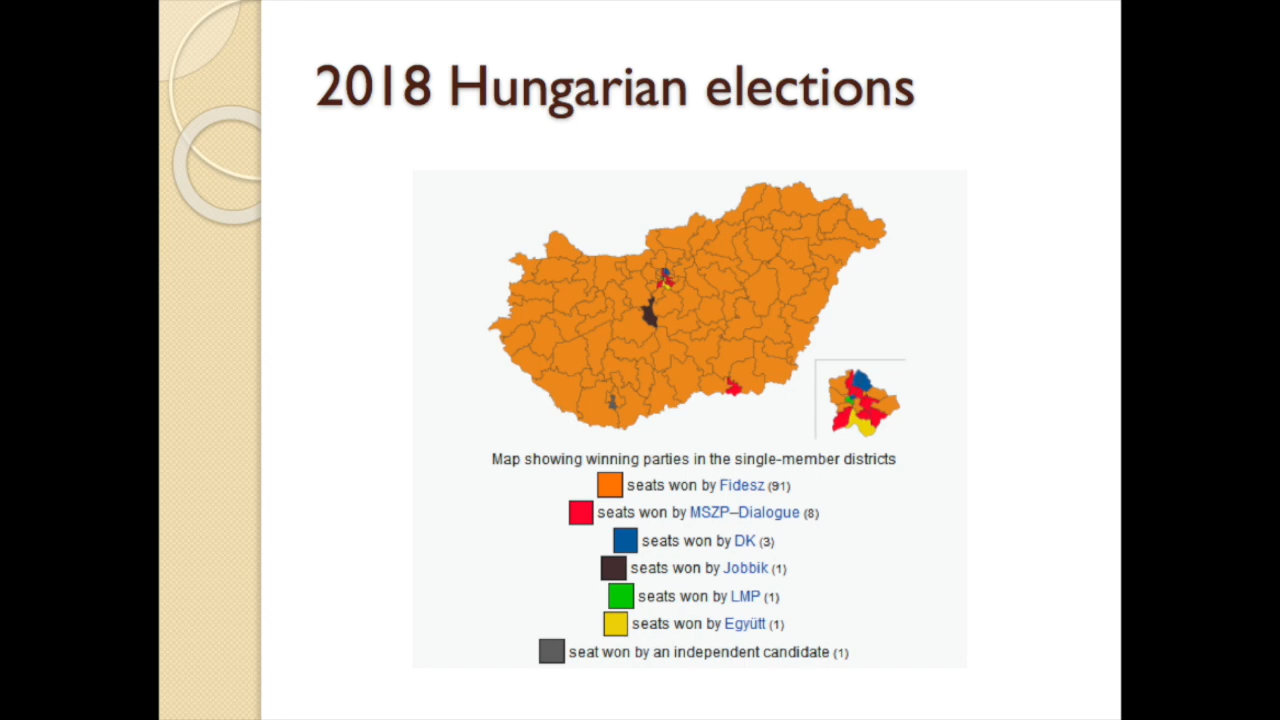 2018 Hungarian elections
Map showing winning parties in the single-member districts
seats won by Fidesz (91)
seats won by MSZP–Dialogue (8)
seats won by DK (3)
seats won by Jobbik (1)
seats won by LMP (1)
seats won by Együtt (1)
seat won by an independent candidate (1)